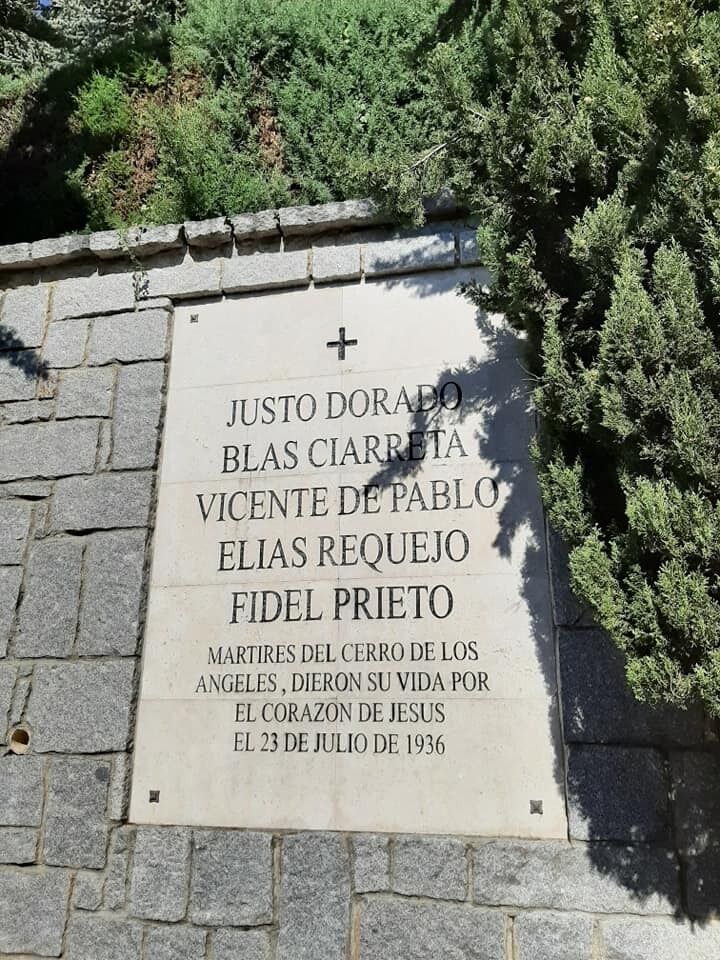 JUSTO DORADO
BLAS CIARRETA
VICENTE DE PABLO
ELIAS REQUEJO
FIDEL PRIETO
MARTIRES DEL CERRO DE LOS
ANGELES, DIERON SU VIDA POR
EL CORAZÓN DE JESUS
EL 23 DE JULIO DE 1936